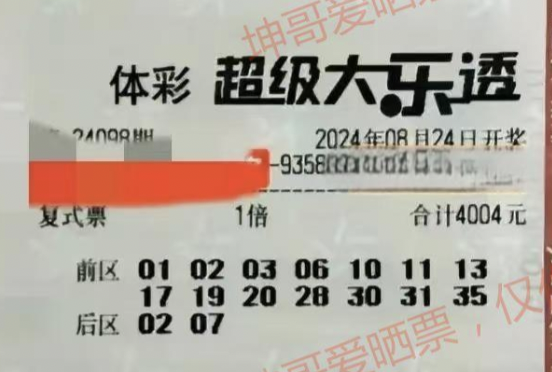 坤哥爱晒票
体彩 超级大乐透
24098期 2024年08月24日开奖
-9358
复式票 1倍 合计4004元
前区 01 02 03 06 10 11 13
17 19 20 28 30 31 35
后区 02 07
坤哥爱晒票,仅